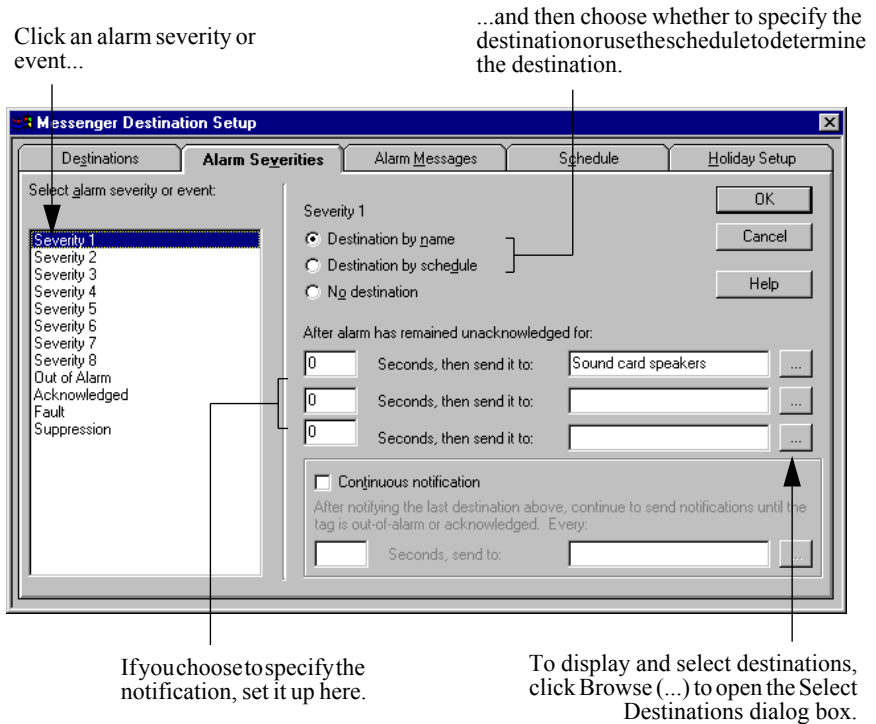 Click an alarm severity or
event...
...and then choose whether to specify the
destinationorusethescheduletodetermine
the destination.
Messenger Destination Setup
Destinations
Alarm Severities
Alarm Messages
Schedule
Holiday Setup
Select alarm severity or event:
Severity 1
Severity 2
Severity 3
Severity 4
Severity 5
Severity 6
Severity 7
Severity 8
Out of Alarm
Acknowledged
Fault
Suppression
Severity 1
Destination by name
Destination by schedule
No destination
OK
Cancel
Help
After alarm has remained unacknowledged for:
0 Seconds, then send it to: Sound card speakers ...
0 Seconds, then send it to: ...
0 Seconds, then send it to: ...
Continuous notification
After notifying the last destination above, continue to send notifications until the
tag is out-of-alarm or acknowledged. Every:
Seconds, send to: ...
Ifyouchoosetospecifythe
notification, set it up here.
To display and select destinations,
click Browse (...) to open the Select
Destinations dialog box.